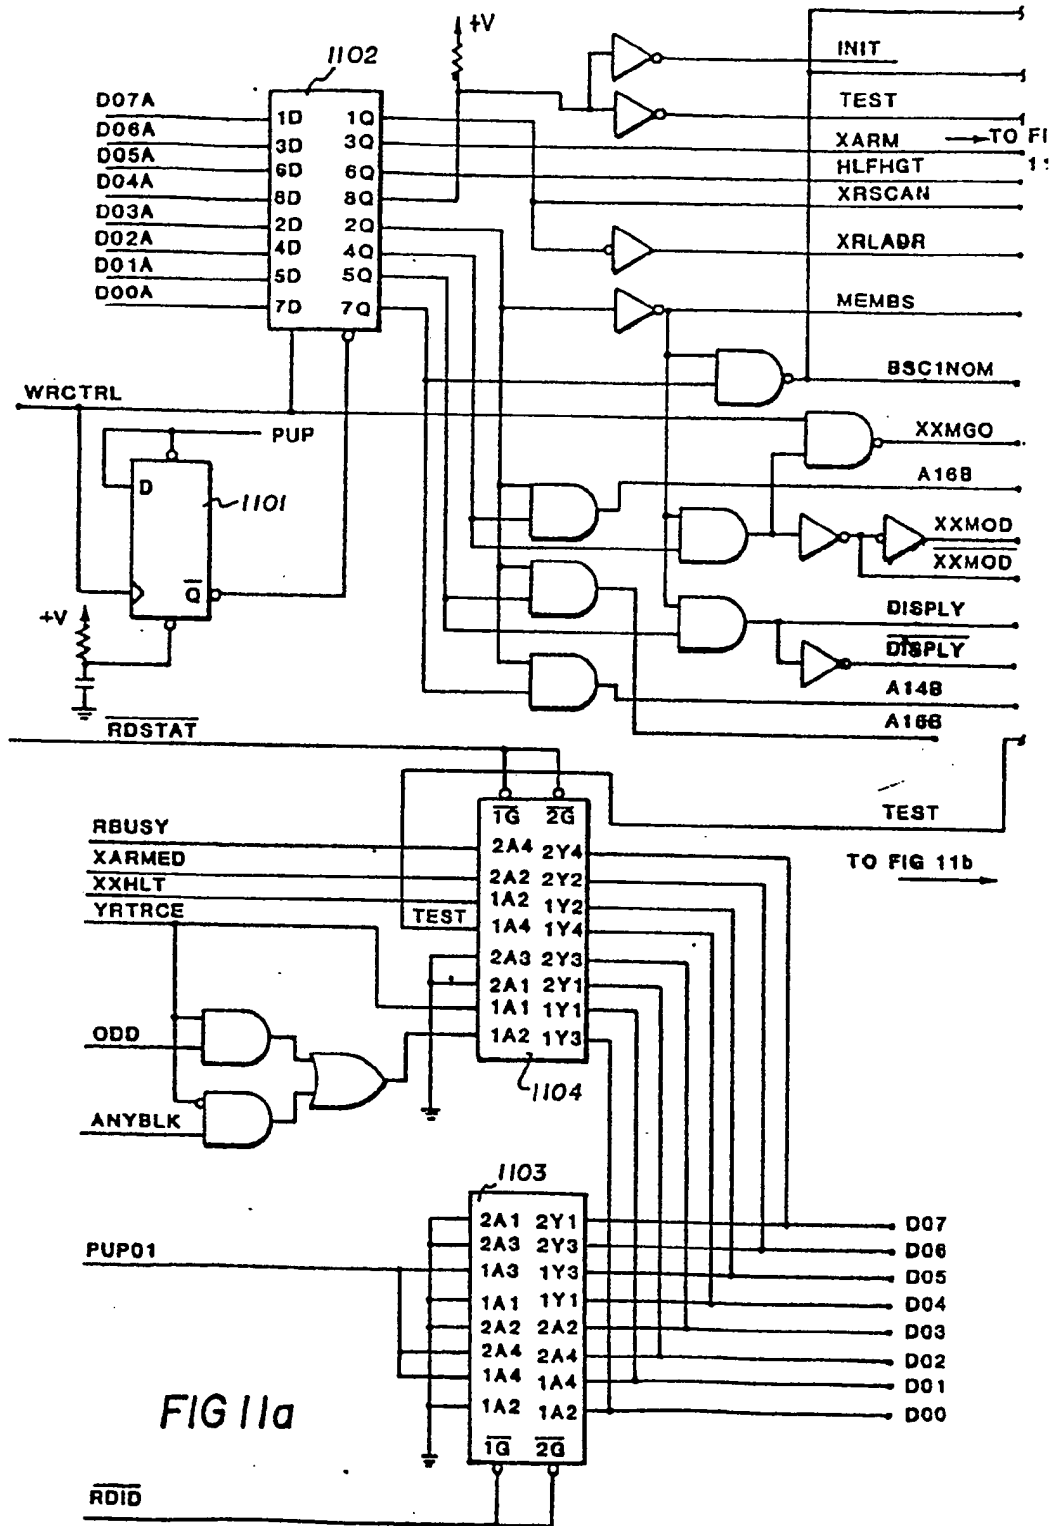 +V
1102
INIT
D07A
1D 1Q
TEST
D06A
3D 3Q
XARM
TO FI
11
D05A
6D 6Q
HLFHGT
D04A
8D 8Q
XRSCAN
D03A
2D 2Q
D02A
4D 4Q
XRLADR
D01A
5D 5Q
D00A
7D 7Q
MEMBS
BSC1NOM
WRCTRL
PUP
XXMGO
D
1101
A16B
XXMOD
XXMOD
Q
+V
DISPLY
DISPLY
A14B
A16B
RDSTAT
1G 2G
TEST
RBUSY
2A4 2Y4
TO FIG 11b
XARMED
2A2 2Y2
XXHLT
1A2 1Y2
YRTRCE
TEST
1A4 1Y4
2A3 2Y3
2A1 2Y1
1A1 1Y1
ODD
1A2 1Y3
1104
ANYBLK
1103
2A1 2Y1
D07
PUP01
2A3 2Y3
D06
1A3 1Y3
D05
1A1 1Y1
D04
2A2 2A2
D03
2A4 2A4
D02
1A4 1A4
D01
1A2 1A2
D00
FIG 11a
1G 2G
RDID